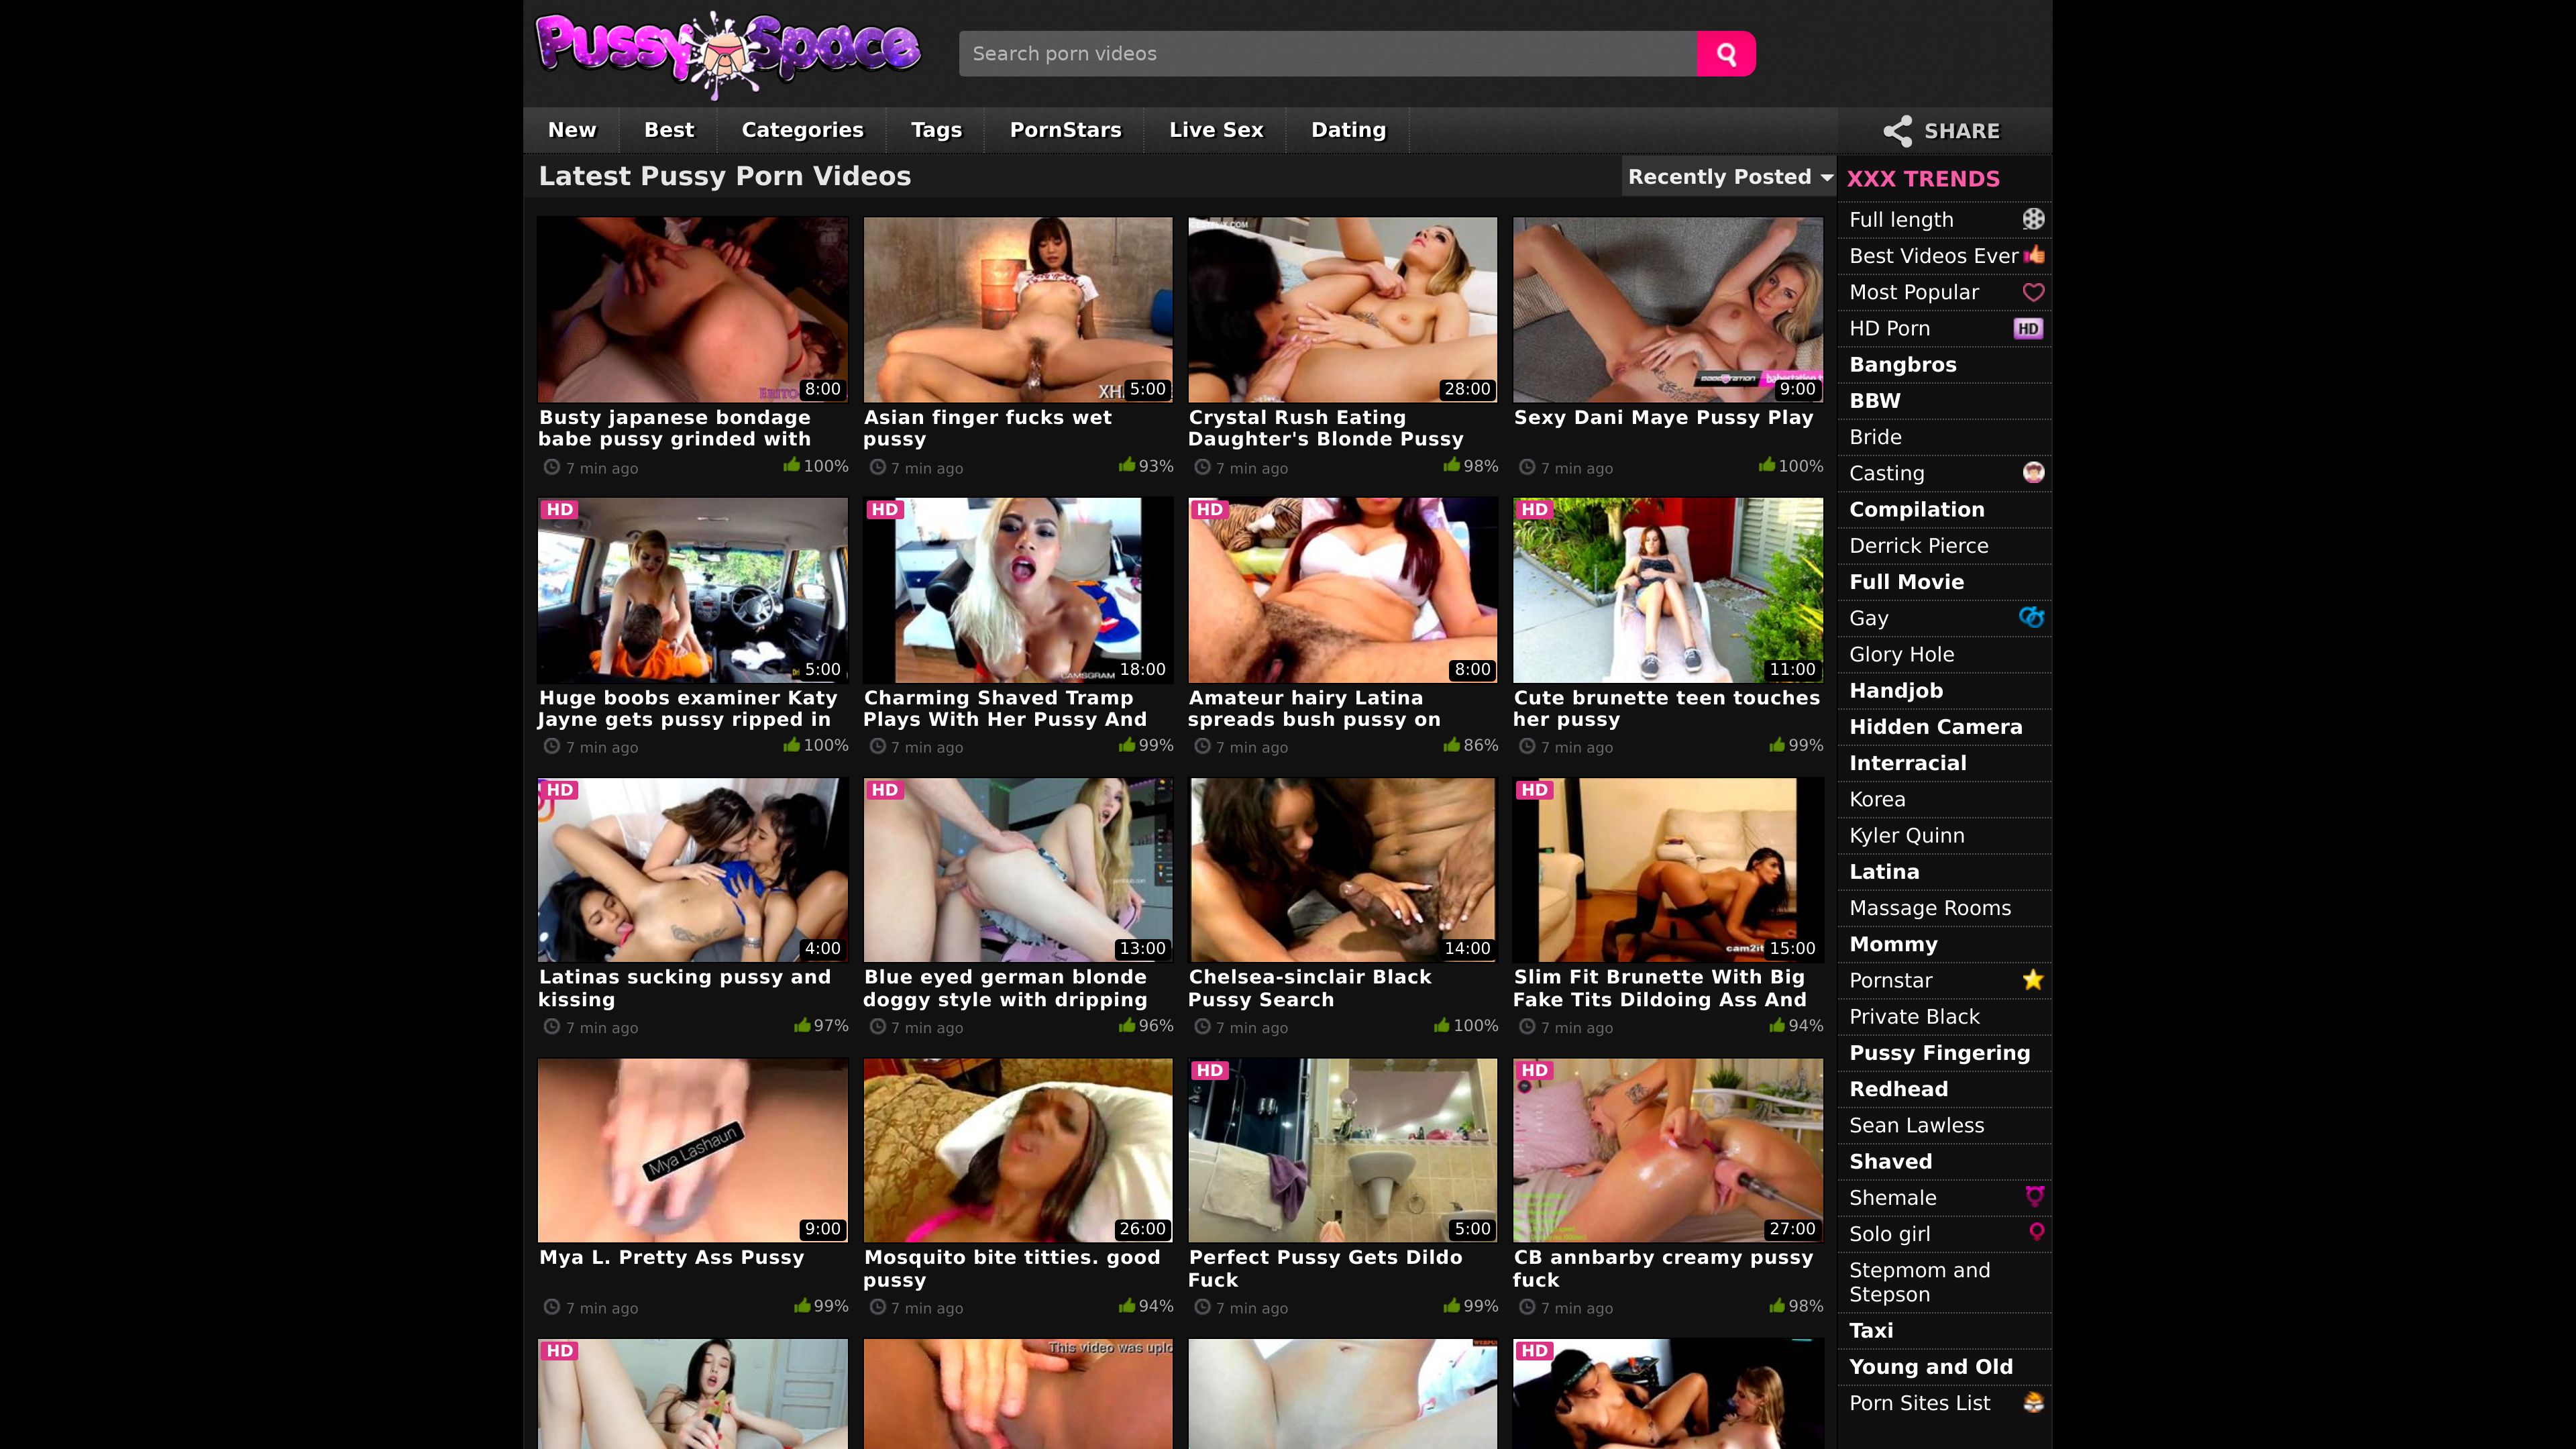 Pussy Space
Search porn videos
New
Best
Categories
Tags
PornStars
Live Sex
Dating
SHARE
Latest Pussy Porn Videos
Recently Posted
8:00
Busty japanese bondage
babe pussy grinded with
7 min ago
100%
XH
5:00
Asian finger fucks wet
pussy
7 min ago
93%
28:00
Crystal Rush Eating
Daughter's Blonde Pussy
7 min ago
98%
9:00
Sexy Dani Maye Pussy Play
7 min ago
100%
HD
5:00
Huge boobs examiner Katy
Jayne gets pussy ripped in
7 min ago
100%
HD
CAMSGRAM
18:00
Charming Shaved Tramp
Plays With Her Pussy And
7 min ago
99%
HD
8:00
Amateur hairy Latina
spreads bush pussy on
7 min ago
86%
HD
11:00
Cute brunette teen touches
her pussy
7 min ago
99%
HD
4:00
Latinas sucking pussy and
kissing
7 min ago
97%
HD
13:00
Blue eyed german blonde
doggy style with dripping
7 min ago
96%
14:00
Chelsea-sinclair Black
Pussy Search
7 min ago
100%
HD
cam2it
15:00
Slim Fit Brunette With Big
Fake Tits Dildoing Ass And
7 min ago
94%
Mya Lashaun
9:00
Mya L. Pretty Ass Pussy
7 min ago
99%
26:00
Mosquito bite titties. good
pussy
7 min ago
94%
HD
5:00
Perfect Pussy Gets Dildo
Fuck
7 min ago
99%
HD
27:00
CB annbarby creamy pussy
fuck
7 min ago
98%
HD
This video was uplo
HD
XXX TRENDS
Full length
Best Videos Ever
Most Popular
HD Porn
HD
Bangbros
BBW
Bride
Casting
Compilation
Derrick Pierce
Full Movie
Gay
Glory Hole
Handjob
Hidden Camera
Interracial
Korea
Kyler Quinn
Latina
Massage Rooms
Mommy
Pornstar
Private Black
Pussy Fingering
Redhead
Sean Lawless
Shaved
Shemale
Solo girl
Stepmom and
Stepson
Taxi
Young and Old
Porn Sites List